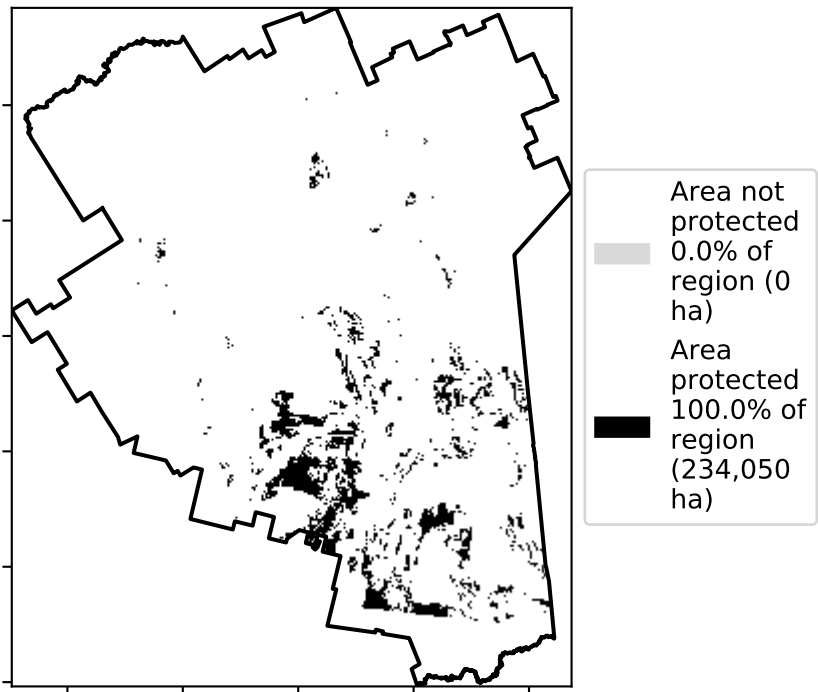 Area not
protected
0.0% of
region (0
ha)
Area
protected
100.0% of
region
(234,050
ha)